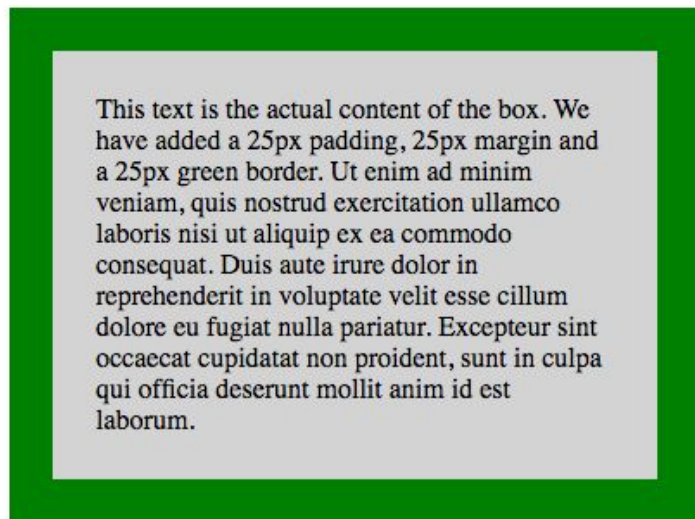 This text is the actual content of the box. We
have added a 25px padding, 25px margin and
a 25px green border. Ut enim ad minim
veniam, quis nostrud exercitation ullamco
laboris nisi ut aliquip ex ea commodo
consequat. Duis aute irure dolor in
reprehenderit in voluptate velit esse cillum
dolore eu fugiat nulla pariatur. Excepteur sint
occaecat cupidatat non proident, sunt in culpa
qui officia deserunt mollit anim id est
laborum.